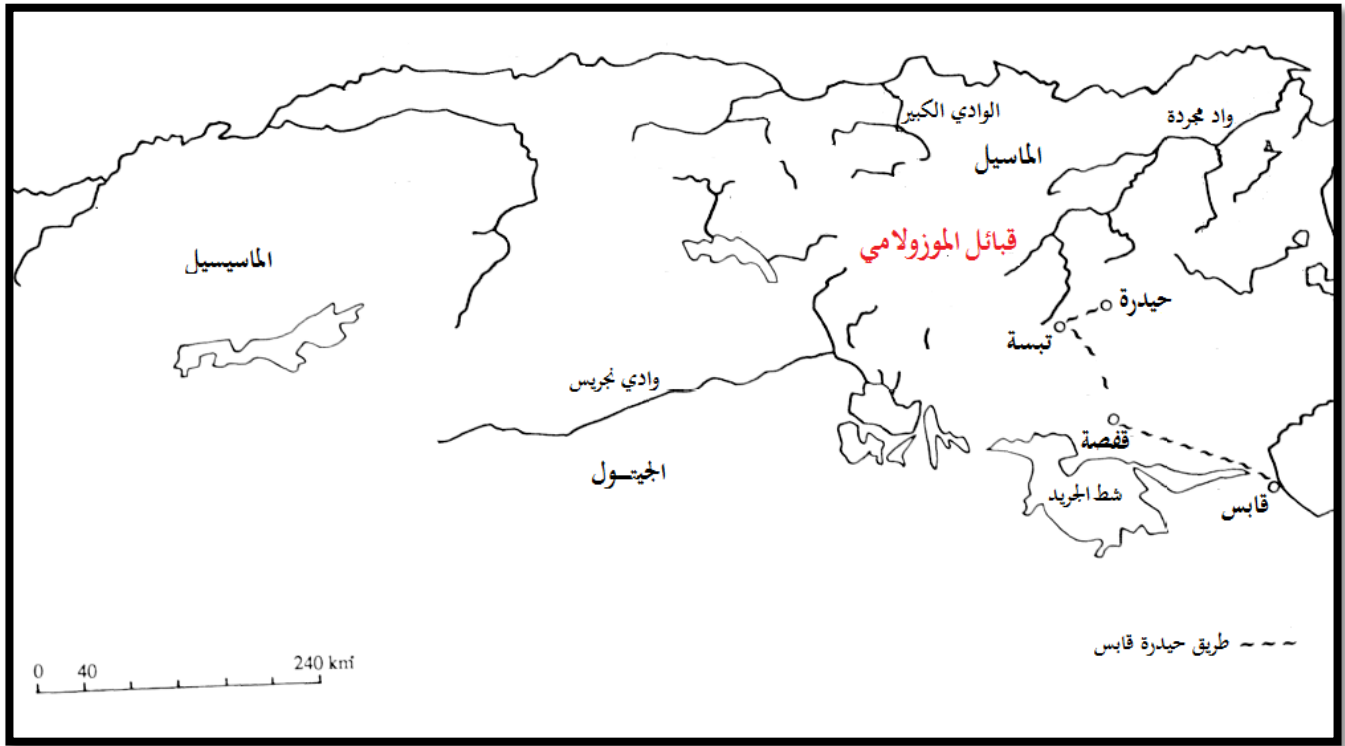 الوادي الكبير
واد مجردة
الماسيل
قبائل الموزولامي
الماسيسيل
حيدرة
تبسة
وادي نجريس
قفصة
الجيتــول
شط الجريد
قابس
طريق حيدرة قابس
0 40 240 km